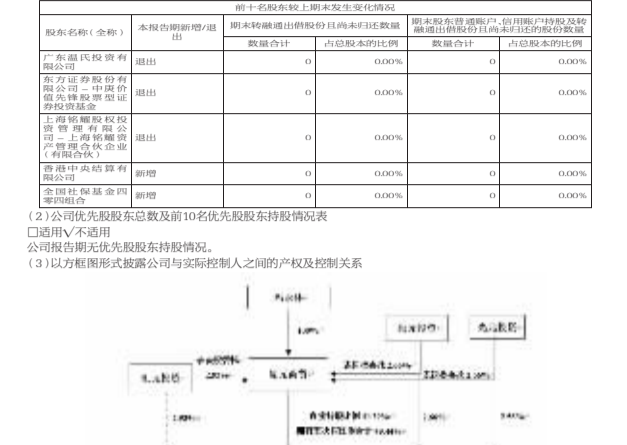 前十名股东较上期末发生变化情况
股东名称(全称) 本报告期新增/退出 期末转融通出借股份且尚未归还数量 期末股东普通账户、信用账户持股及转融通出借股份且尚未归还的股份数量
数量合计 占总股本的比例 数量合计 占总股本的比例
广东温氏投资有限公司 退出 0 0.00% 0 0.00%
东方证券股份有限公司-中庚价值先锋股票型证券投资基金 退出 0 0.00% 0 0.00%
上海铭耀股权投资管理有限公司-上海铭耀资产管理合伙企业(有限合伙) 退出 0 0.00% 0 0.00%
香港中央结算有限公司 新增 0 0.00% 0 0.00%
全国社保基金四零四组合 新增 0 0.00% 0 0.00%
(2)公司优先股股东总数及前10名优先股股东持股情况表
□适用√不适用
公司报告期无优先股股东持股情况。
(3)以方框图形式披露公司与实际控制人之间的产权及控制关系